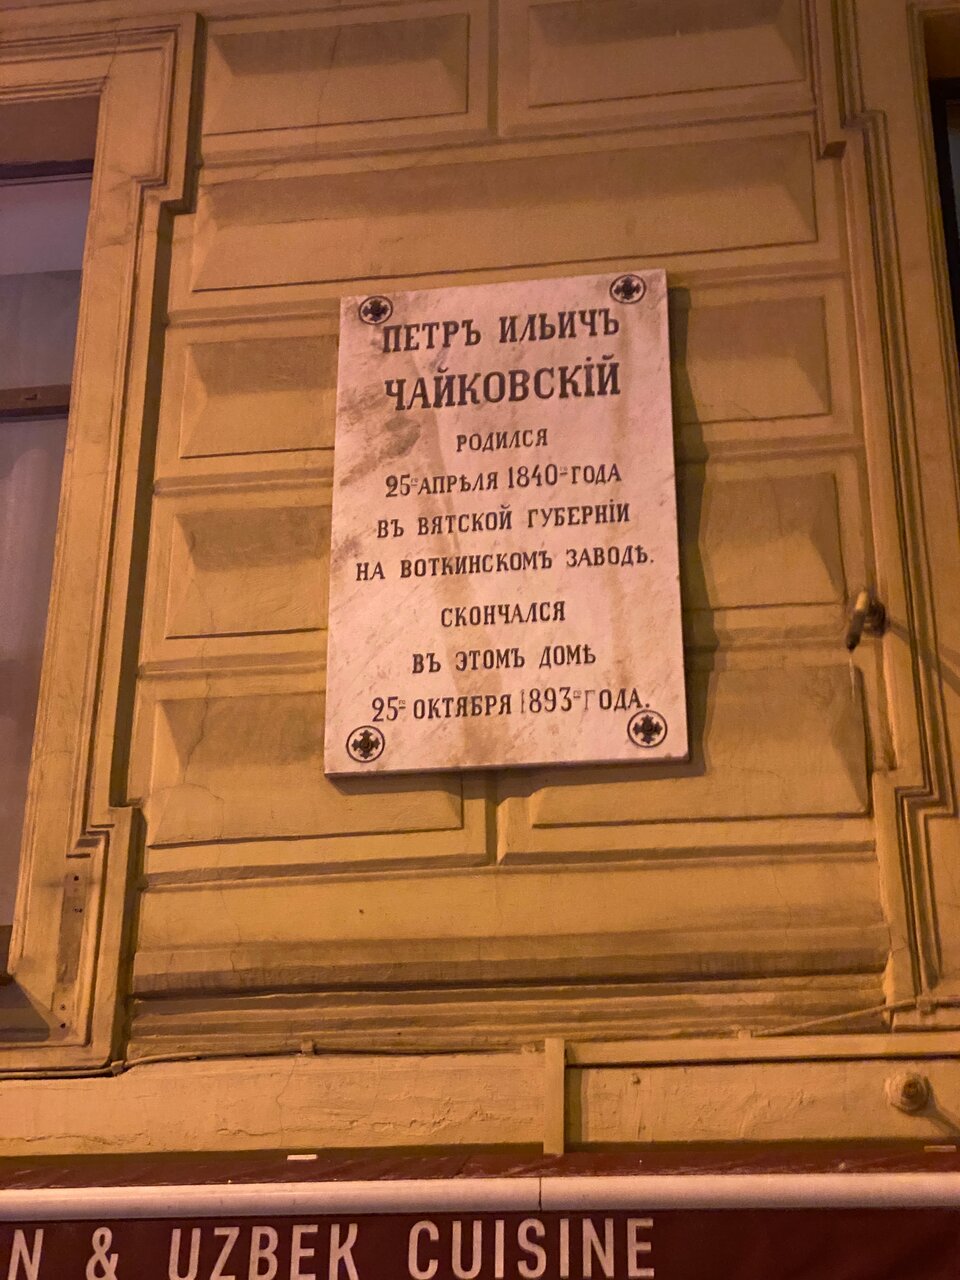 ПЕТРЪ ИЛЬИЧЪ
ЧАЙКОВСКІЙ
РОДИЛСЯ
25ГО АПРѢЛЯ 1840ГО ГОДА
ВЪ ВЯТСКОЙ ГУБЕРНІИ
НА ВОТКИНСКОМЪ ЗАВОДѢ.
СКОНЧАЛСЯ
ВЪ ЭТОМЪ ДОМѢ
25ГО ОКТЯБРЯ 1893ГО ГОДА.
N & UZBEK CUISINE